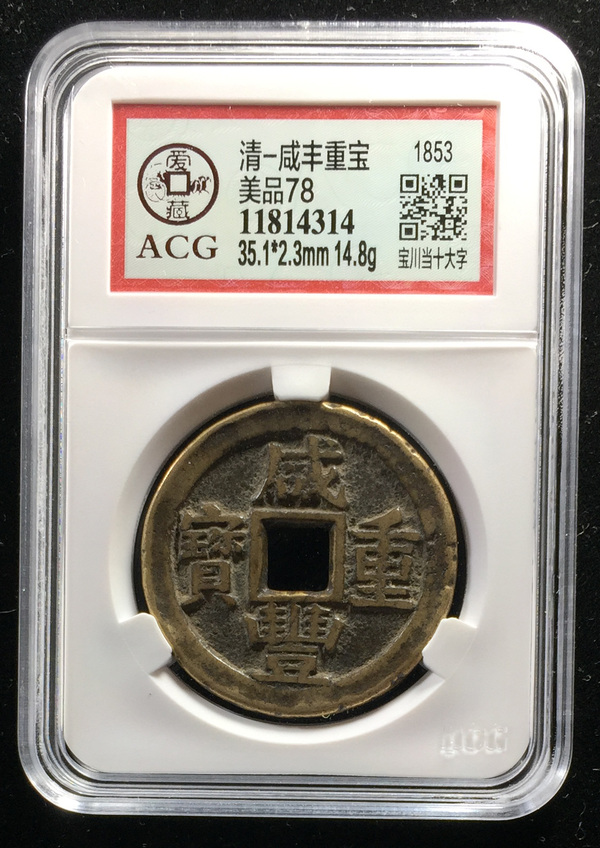 爱藏
ACG
清-咸丰重宝
美品78
11814314
35.1*2.3mm 14.8g
1853
宝川当十大字
咸豐重寶